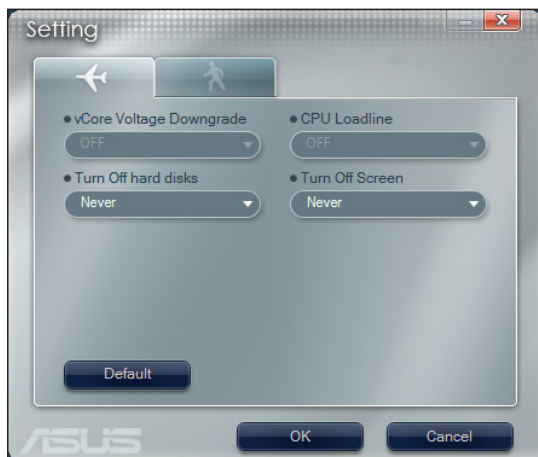 Setting
vCore Voltage Downgrade
OFF
CPU Loadline
OFF
Turn Off hard disks
Never
Turn Off Screen
Never
Default
ASUS
OK
Cancel